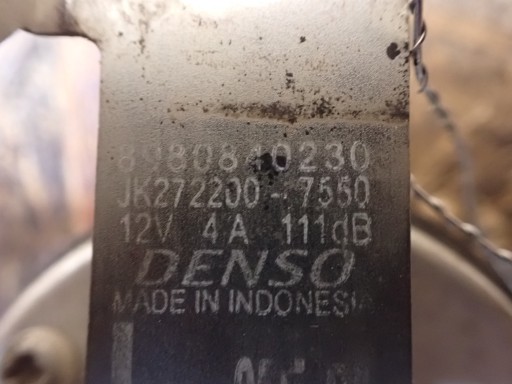 8980840230
JK272200-7550
12V 4A 111dB
DENSO
MADE IN INDONESIA